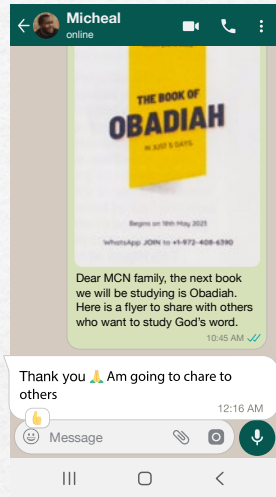 Micheal
online
THE BOOK OF
OBADIAH
IN JUST 5 DAYS
Begins on 18th May 2025
WhatsApp JOIN to +1-972-408-6390
Dear MCN family, the next book
we will be studying is Obadiah.
Here is a flyer to share with others
who want to study God's word.
10:45 AM
Thank you 🙏 Am going to chare to
others
12:16 AM
👍
Message